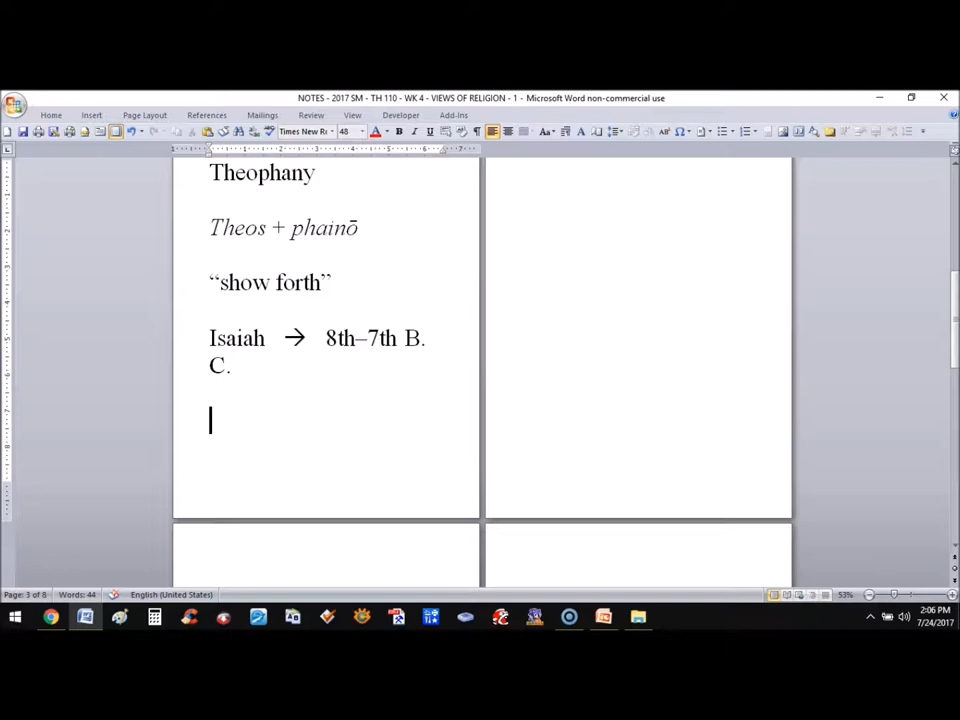 NOTES - 2017 SM - TH 110 - WK 4 - VIEWS OF RELIGION - 1 - Microsoft Word non-commercial use
Home Insert Page Layout References Mailings Review View Developer Add-Ins
Times New Ro 48
Theophany
Theos + phainō
“show forth”
Isaiah → 8th–7th B.
C.
Page: 3 of 8 Words: 44 English (United States) 53%
2:06 PM
7/24/2017